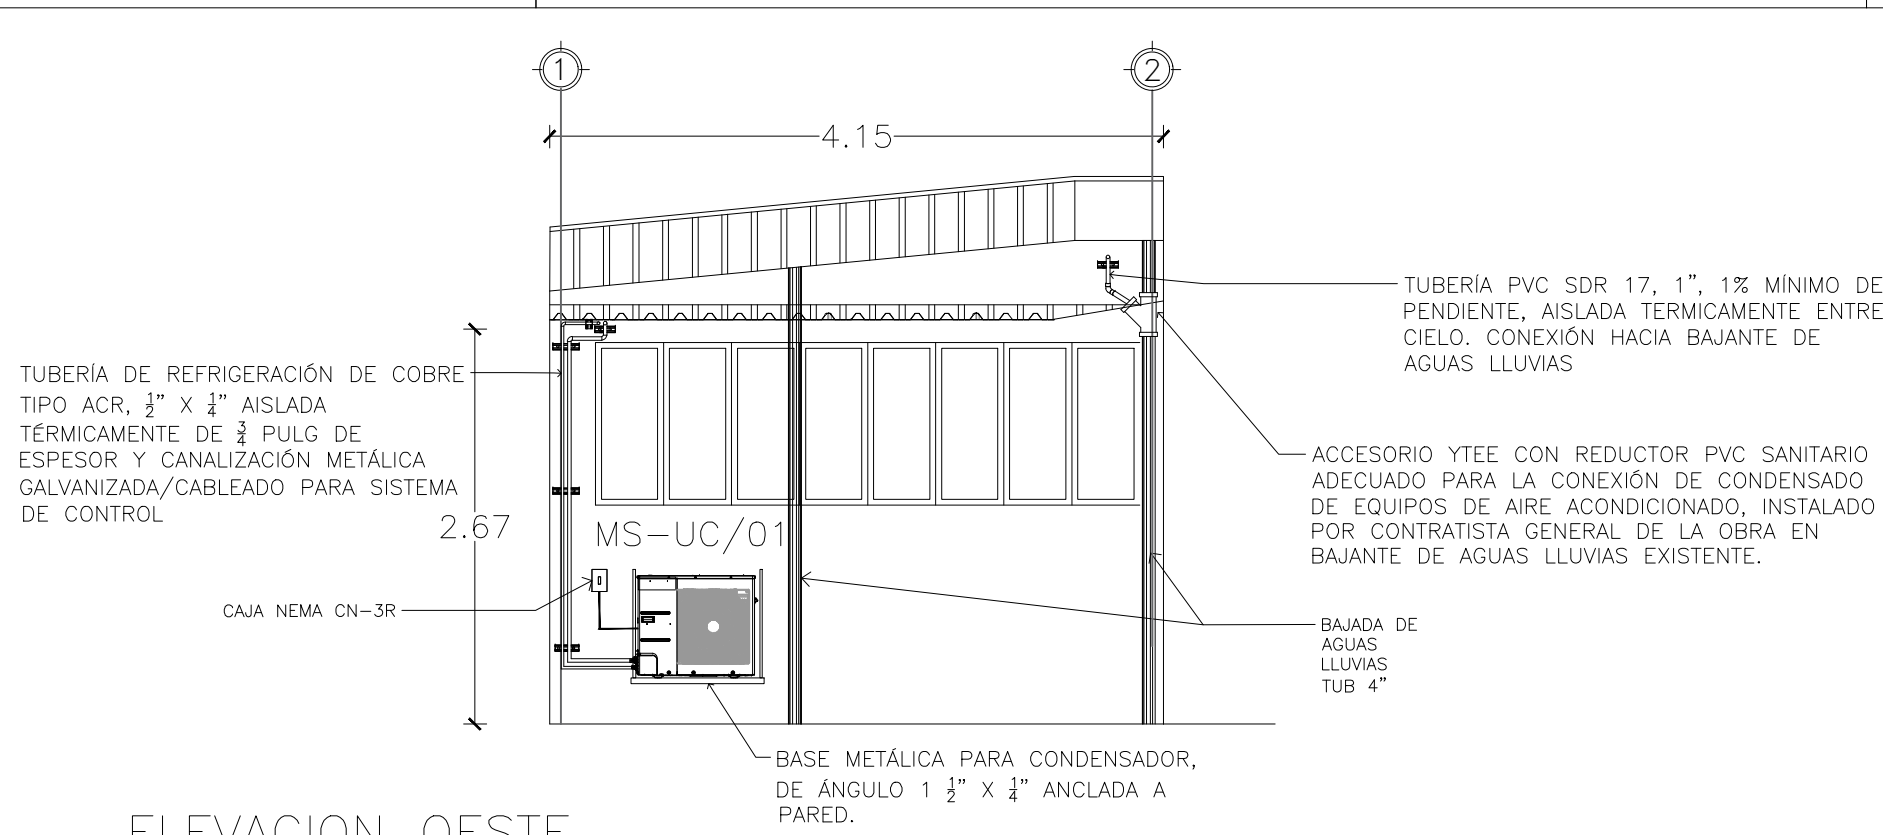 1
2
4.15
TUBERÍA PVC SDR 17, 1”, 1% MÍNIMO DE
PENDIENTE, AISLADA TERMICAMENTE ENTRE
CIELO. CONEXIÓN HACIA BAJANTE DE
AGUAS LLUVIAS
TUBERÍA DE REFRIGERACIÓN DE COBRE
TIPO ACR, 1/2” X 1/4” AISLADA
TÉRMICAMENTE DE 3/4 PULG DE
ESPESOR Y CANALIZACIÓN METÁLICA
GALVANIZADA/CABLEADO PARA SISTEMA
DE CONTROL
2.67
MS-UC/01
ACCESORIO YTEE CON REDUCTOR PVC SANITARIO
ADECUADO PARA LA CONEXIÓN DE CONDENSADO
DE EQUIPOS DE AIRE ACONDICIONADO, INSTALADO
POR CONTRATISTA GENERAL DE LA OBRA EN
BAJANTE DE AGUAS LLUVIAS EXISTENTE.
CAJA NEMA CN-3R
BAJADA DE
AGUAS
LLUVIAS
TUB 4”
BASE METÁLICA PARA CONDENSADOR,
DE ÁNGULO 1 1/2” X 1/4” ANCLADA A
PARED.
ELEVACION OESTE